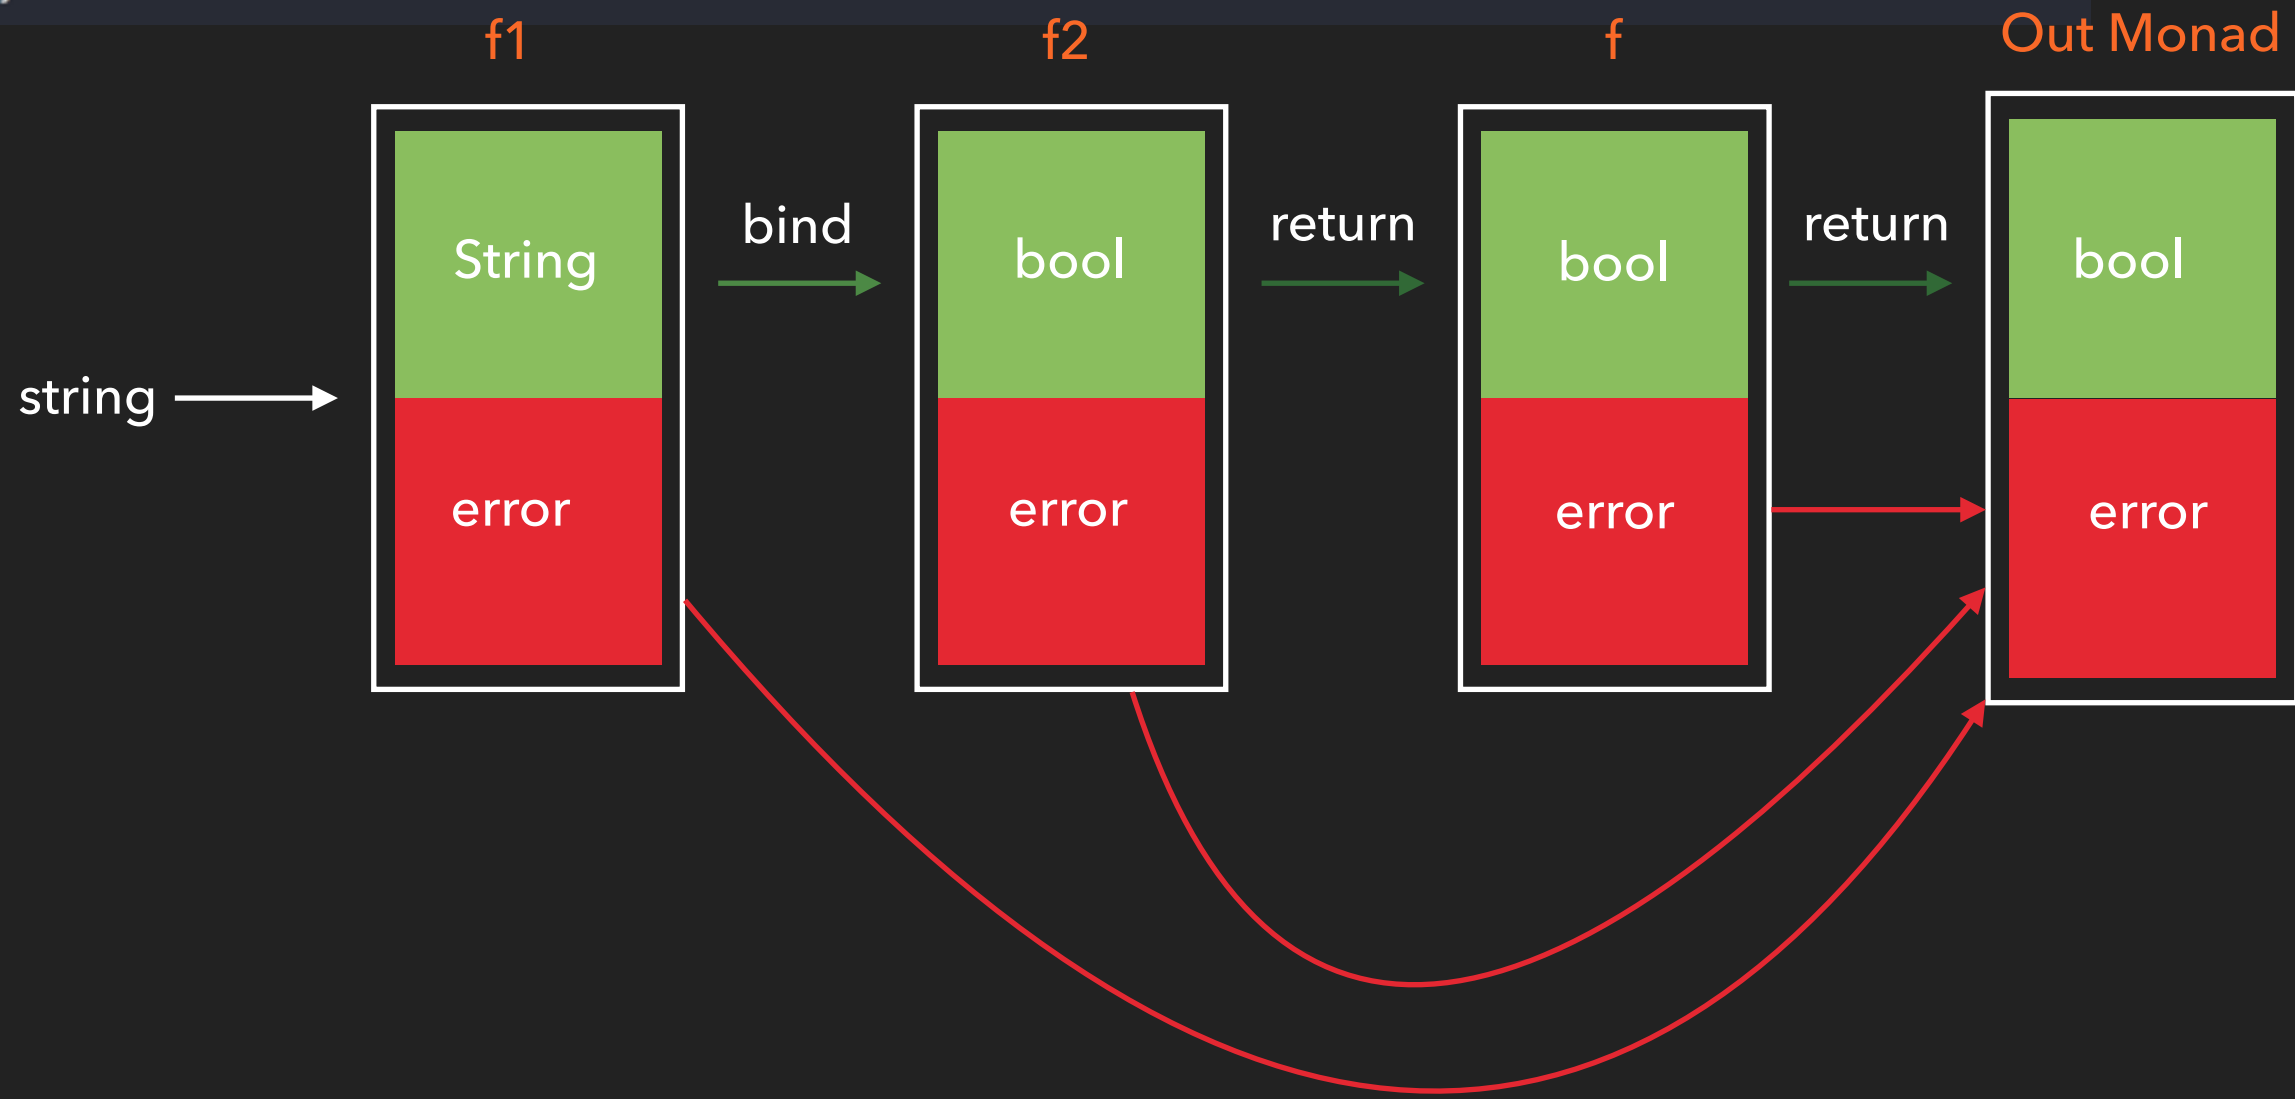 f1
f2
f
Out Monad
String
bind
bool
return
bool
return
bool
string
error
error
error
error